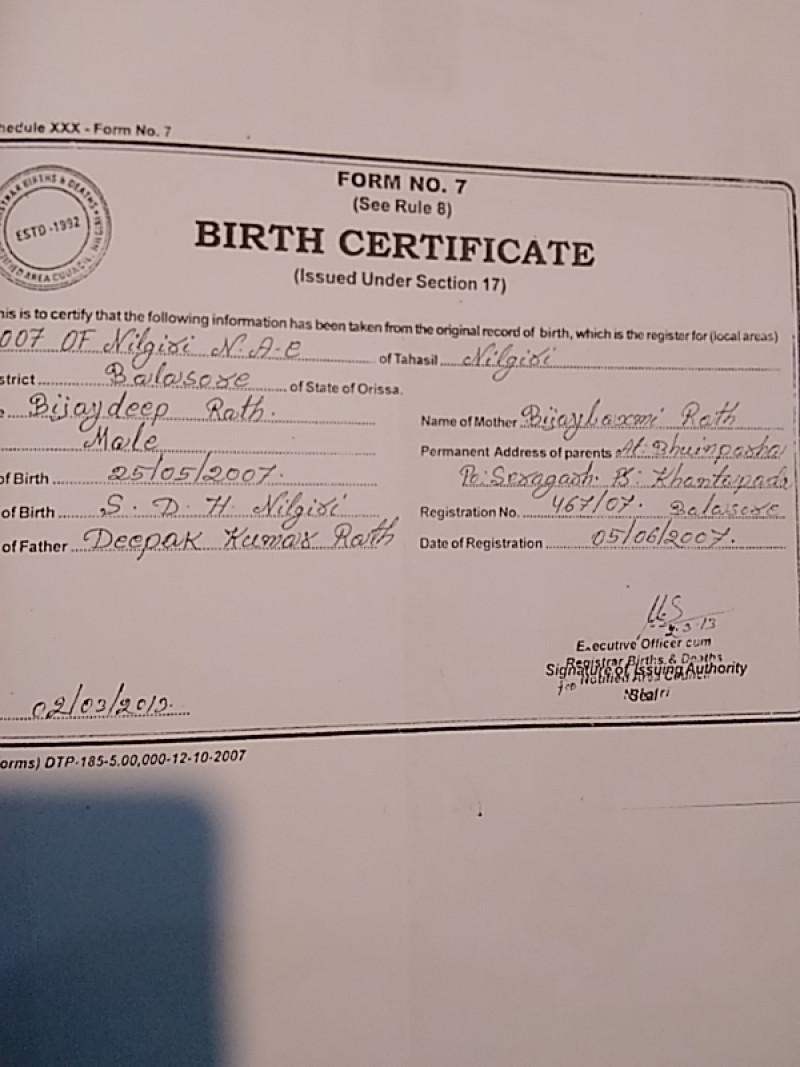 hedule XXX - Form No. 7
ESTD -1992
FORM NO. 7
(See Rule 8)
BIRTH CERTIFICATE
(Issued Under Section 17)
his is to certify that the following information has been taken from the original record of birth, which is the register for (local areas)
007 OF Nilgiri N.A.C of Tahasil Nilgiri
strict Balasore of State of Orissa.
Bijaydeep Rath.
Name of Mother Bijaylaxmi Rath
Male
Permanent Address of parents At. Bhuinpasha
of Birth 25/05/2007.
Po: Seragarh. Ps: Khantapada
of Birth S. D. H. Nilgiri
Registration No. 467/07. Balasore
of Father Deepak Kumar Rath
Date of Registration 05/06/2007.
Executive Officer cum
Registrar Births & Deaths
Signature of Issuing Authority
02/03/2013.
orms) DTP-185-5,00,000-12-10-2007